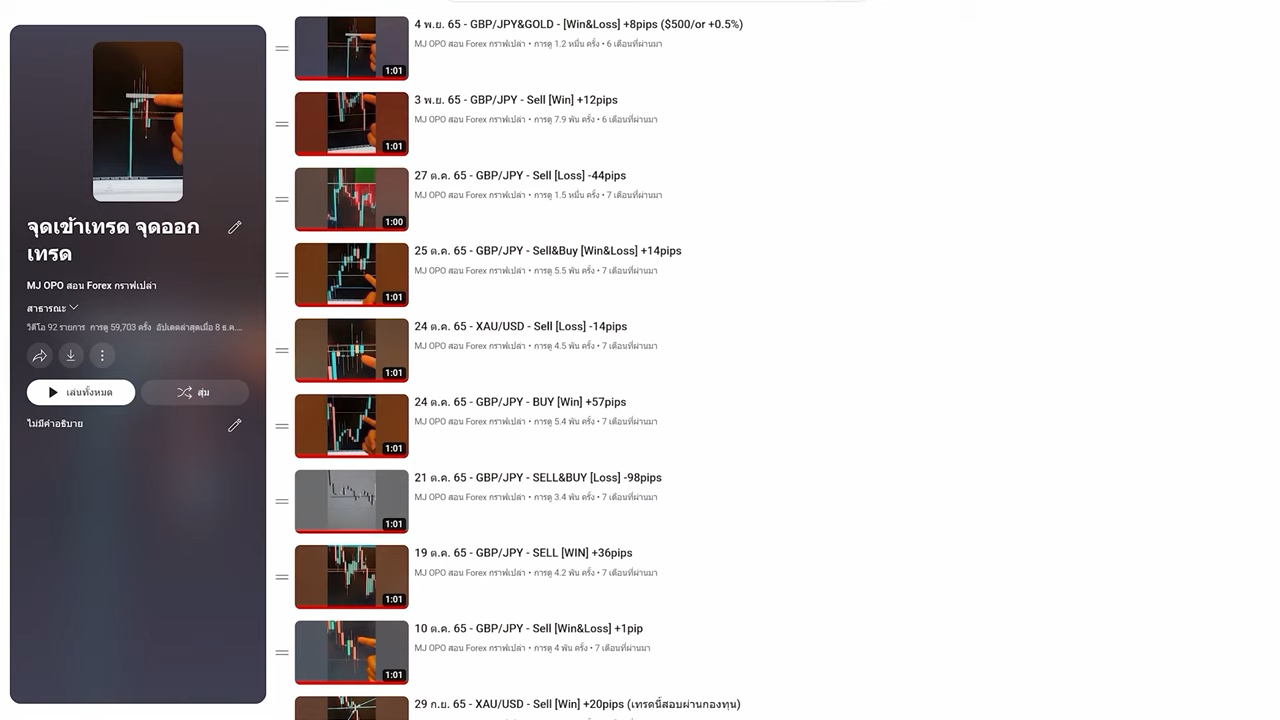 จุดเข้าเทรด จุดออก
เทรด
MJ OPO สอน Forex กราฟเปล่า
สาธารณะ
วิดีโอ 92 รายการ การดู 59,703 ครั้ง อัปเดตล่าสุดเมื่อ 8 ธ.ค....
เล่นทั้งหมด
สุ่ม
ไม่มีคำอธิบาย
4 พ.ย. 65 - GBP/JPY&GOLD - [Win&Loss] +8pips ($500/or +0.5%)
MJ OPO สอน Forex กราฟเปล่า • การดู 1.2 หมื่น ครั้ง • 6 เดือนที่ผ่านมา
1:01
3 พ.ย. 65 - GBP/JPY - Sell [Win] +12pips
MJ OPO สอน Forex กราฟเปล่า • การดู 7.9 พัน ครั้ง • 6 เดือนที่ผ่านมา
1:01
27 ต.ค. 65 - GBP/JPY - Sell [Loss] -44pips
MJ OPO สอน Forex กราฟเปล่า • การดู 1.5 หมื่น ครั้ง • 7 เดือนที่ผ่านมา
1:00
25 ต.ค. 65 - GBP/JPY - Sell&Buy [Win&Loss] +14pips
MJ OPO สอน Forex กราฟเปล่า • การดู 5.5 พัน ครั้ง • 7 เดือนที่ผ่านมา
1:01
24 ต.ค. 65 - XAU/USD - Sell [Loss] -14pips
MJ OPO สอน Forex กราฟเปล่า • การดู 4.5 พัน ครั้ง • 7 เดือนที่ผ่านมา
1:01
24 ต.ค. 65 - GBP/JPY - BUY [Win] +57pips
MJ OPO สอน Forex กราฟเปล่า • การดู 5.4 พัน ครั้ง • 7 เดือนที่ผ่านมา
1:01
21 ต.ค. 65 - GBP/JPY - SELL&BUY [Loss] -98pips
MJ OPO สอน Forex กราฟเปล่า • การดู 3.4 พัน ครั้ง • 7 เดือนที่ผ่านมา
1:01
19 ต.ค. 65 - GBP/JPY - SELL [WIN] +36pips
MJ OPO สอน Forex กราฟเปล่า • การดู 4.2 พัน ครั้ง • 7 เดือนที่ผ่านมา
1:01
10 ต.ค. 65 - GBP/JPY - Sell [Win&Loss] +1pip
MJ OPO สอน Forex กราฟเปล่า • การดู 4 พัน ครั้ง • 7 เดือนที่ผ่านมา
1:01
29 ก.ย. 65 - XAU/USD - Sell [Win] +20pips (เทรดนี้สอบผ่านกองทุน)